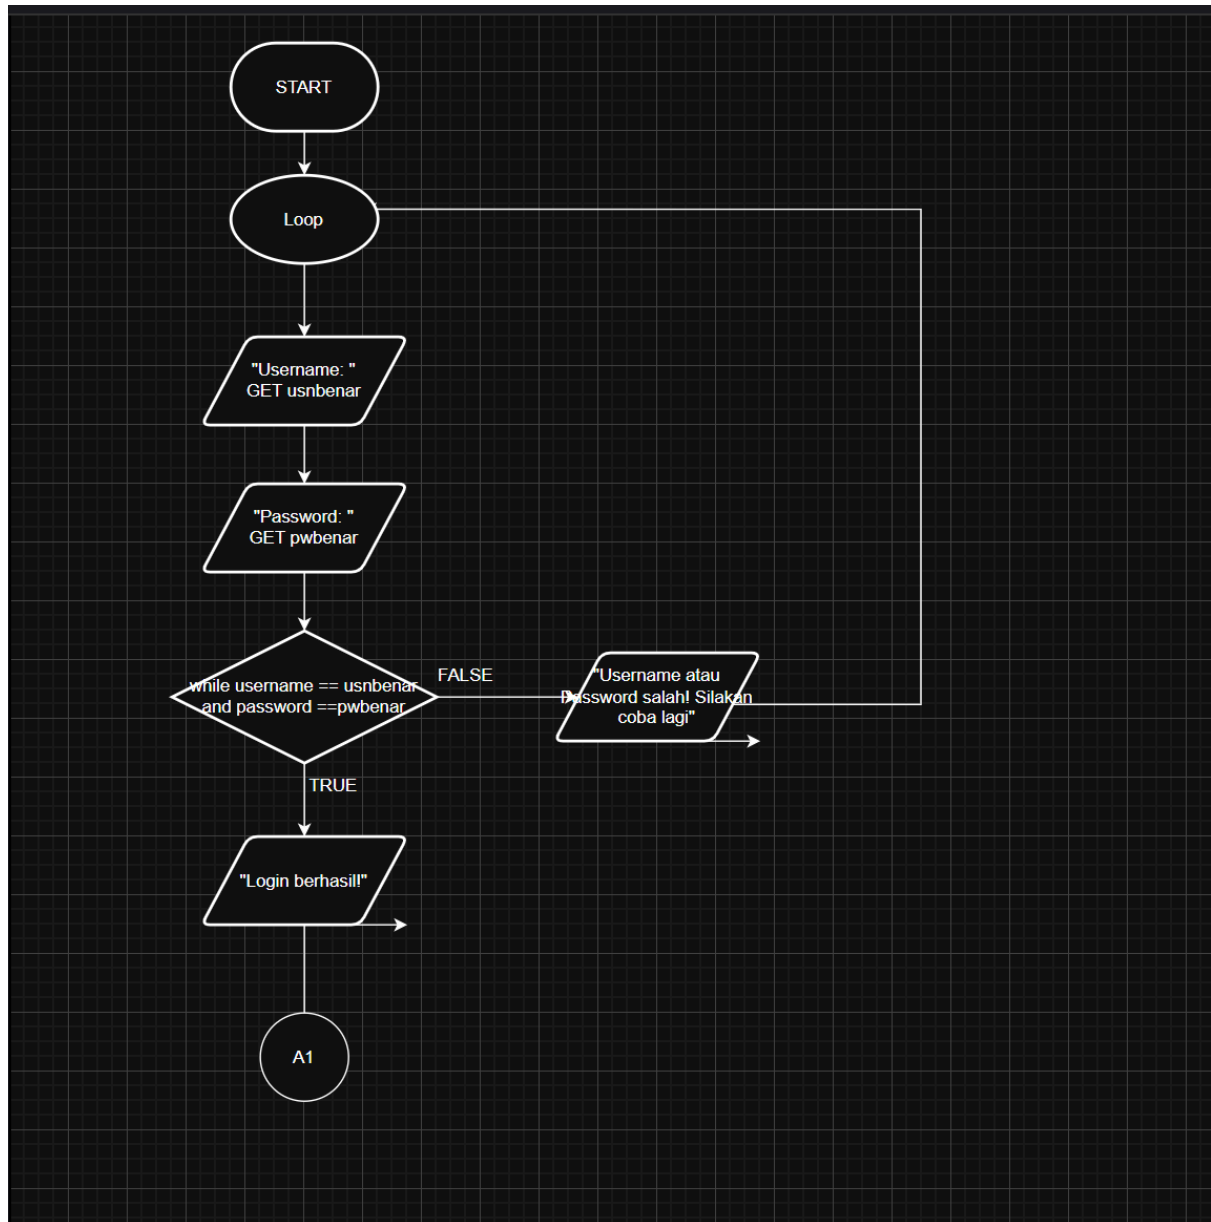 START
Loop
"Username: "
GET usnbenar
"Password: "
GET pwbenar
while username == usnbenar
and password ==pwbenar
FALSE
"Username atau
Password salah! Silakan
coba lagi"
TRUE
"Login berhasil!"
A1